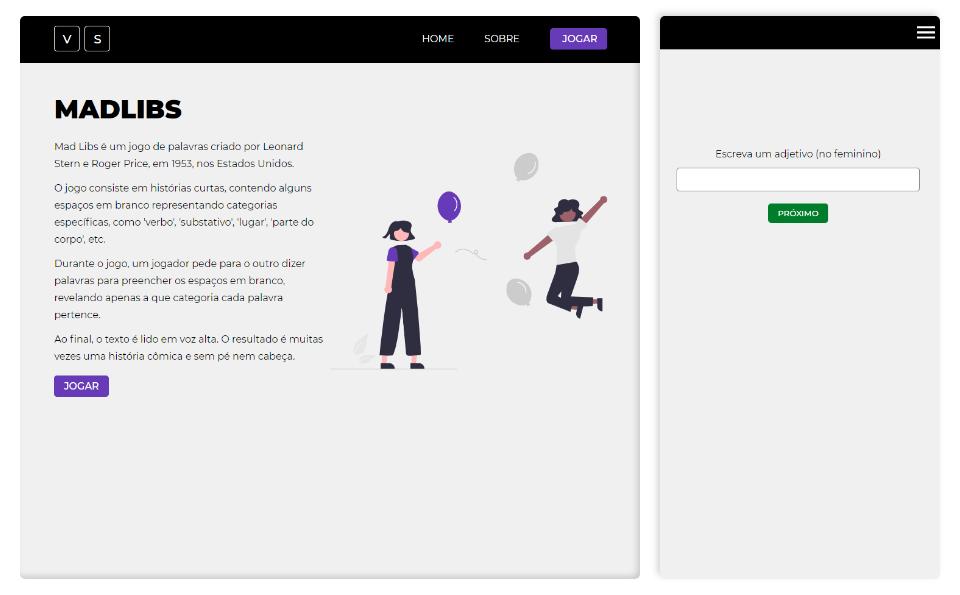 V S
HOME SOBRE JOGAR
MADLIBS
Mad Libs é um jogo de palavras criado por Leonard
Stern e Roger Price, em 1953, nos Estados Unidos.
O jogo consiste em histórias curtas, contendo alguns
espaços em branco representando categorias
específicas, como 'verbo', 'substativo', 'lugar', 'parte do
corpo', etc.
Durante o jogo, um jogador pede para o outro dizer
palavras para preencher os espaços em branco,
revelando apenas a que categoria cada palavra
pertence.
Ao final, o texto é lido em voz alta. O resultado é muitas
vezes uma história cômica e sem pé nem cabeça.
JOGAR
Escreva um adjetivo (no feminino)
PRÓXIMO